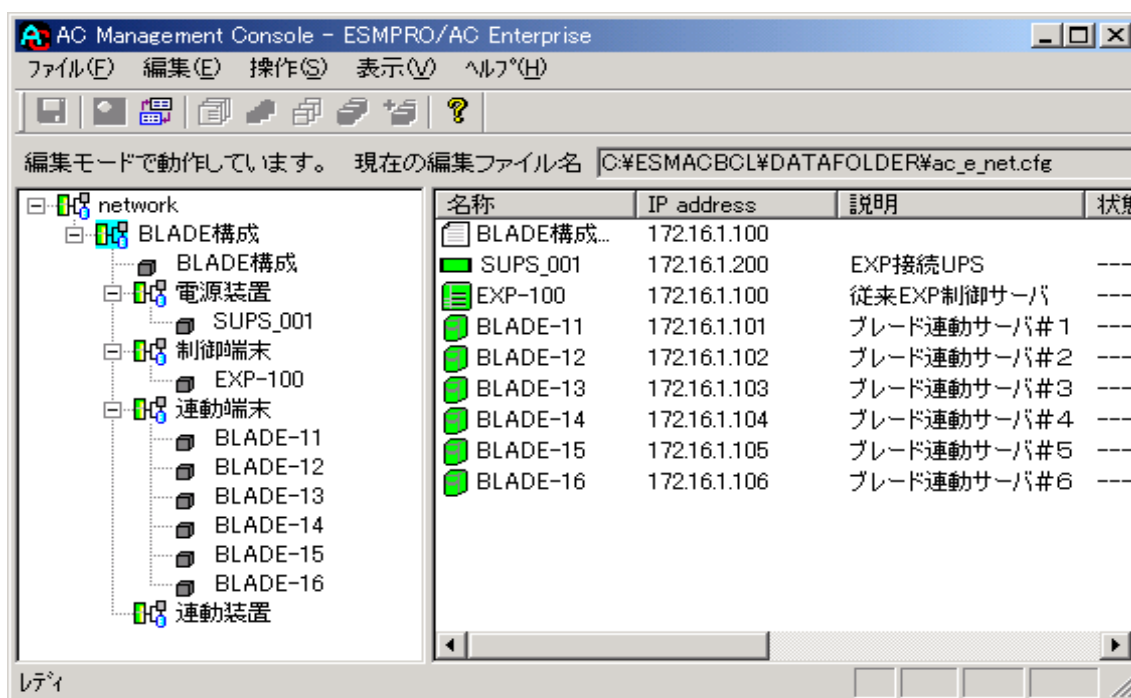 AC Management Console - ESMPRO/AC Enterprise
ファイル(F) 編集(E) 操作(S) 表示(V) ヘルプ(H)
編集モードで動作しています。 現在の編集ファイル名 C:¥ESMACBCL¥DATAFOLDER¥ac_e_net.cfg
network
BLADE構成
BLADE構成
電源装置
SUPS_001
制御端末
EXP-100
連動端末
BLADE-11
BLADE-12
BLADE-13
BLADE-14
BLADE-15
BLADE-16
連動装置
名称 IP address 説明 状態
BLADE構成... 172.16.1.100
SUPS_001 172.16.1.200 EXP接続UPS ---
EXP-100 172.16.1.100 従来EXP制御サーバ ---
BLADE-11 172.16.1.101 ブレード連動サーバ#1 ---
BLADE-12 172.16.1.102 ブレード連動サーバ#2 ---
BLADE-13 172.16.1.103 ブレード連動サーバ#3 ---
BLADE-14 172.16.1.104 ブレード連動サーバ#4 ---
BLADE-15 172.16.1.105 ブレード連動サーバ#5 ---
BLADE-16 172.16.1.106 ブレード連動サーバ#6 ---
レディ